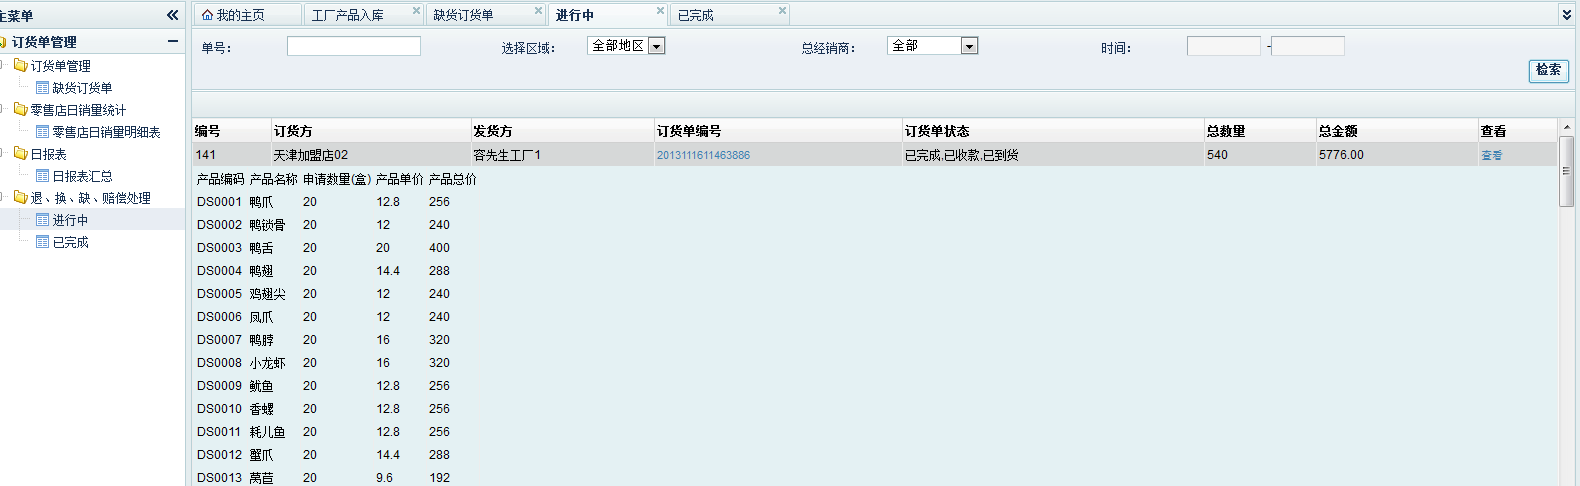 主菜单
订货单管理
订货单管理
缺货订货单
零售店日销量统计
零售店日销量明细表
日报表
日报表汇总
退、换、缺、赔偿处理
进行中
已完成
我的主页 工厂产品入库 缺货订货单 进行中 已完成
单号： 选择区域： 全部地区 总经销商： 全部 时间： -
检索
编号 订货方 发货方 订货单编号 订货单状态 总数量 总金额 查看
141 天津加盟店02 容先生工厂1 2013111611463886 已完成,已收款,已到货 540 5776.00 查看
产品编码 产品名称 申请数量(盒) 产品单价 产品总价
DS0001 鸭爪 20 12.8 256
DS0002 鸭锁骨 20 12 240
DS0003 鸭舌 20 20 400
DS0004 鸭翅 20 14.4 288
DS0005 鸡翅尖 20 12 240
DS0006 凤爪 20 12 240
DS0007 鸭脖 20 16 320
DS0008 小龙虾 20 16 320
DS0009 鱿鱼 20 12.8 256
DS0010 香螺 20 12.8 256
DS0011 耗儿鱼 20 12.8 256
DS0012 蟹爪 20 14.4 288
DS0013 莴苣 20 9.6 192